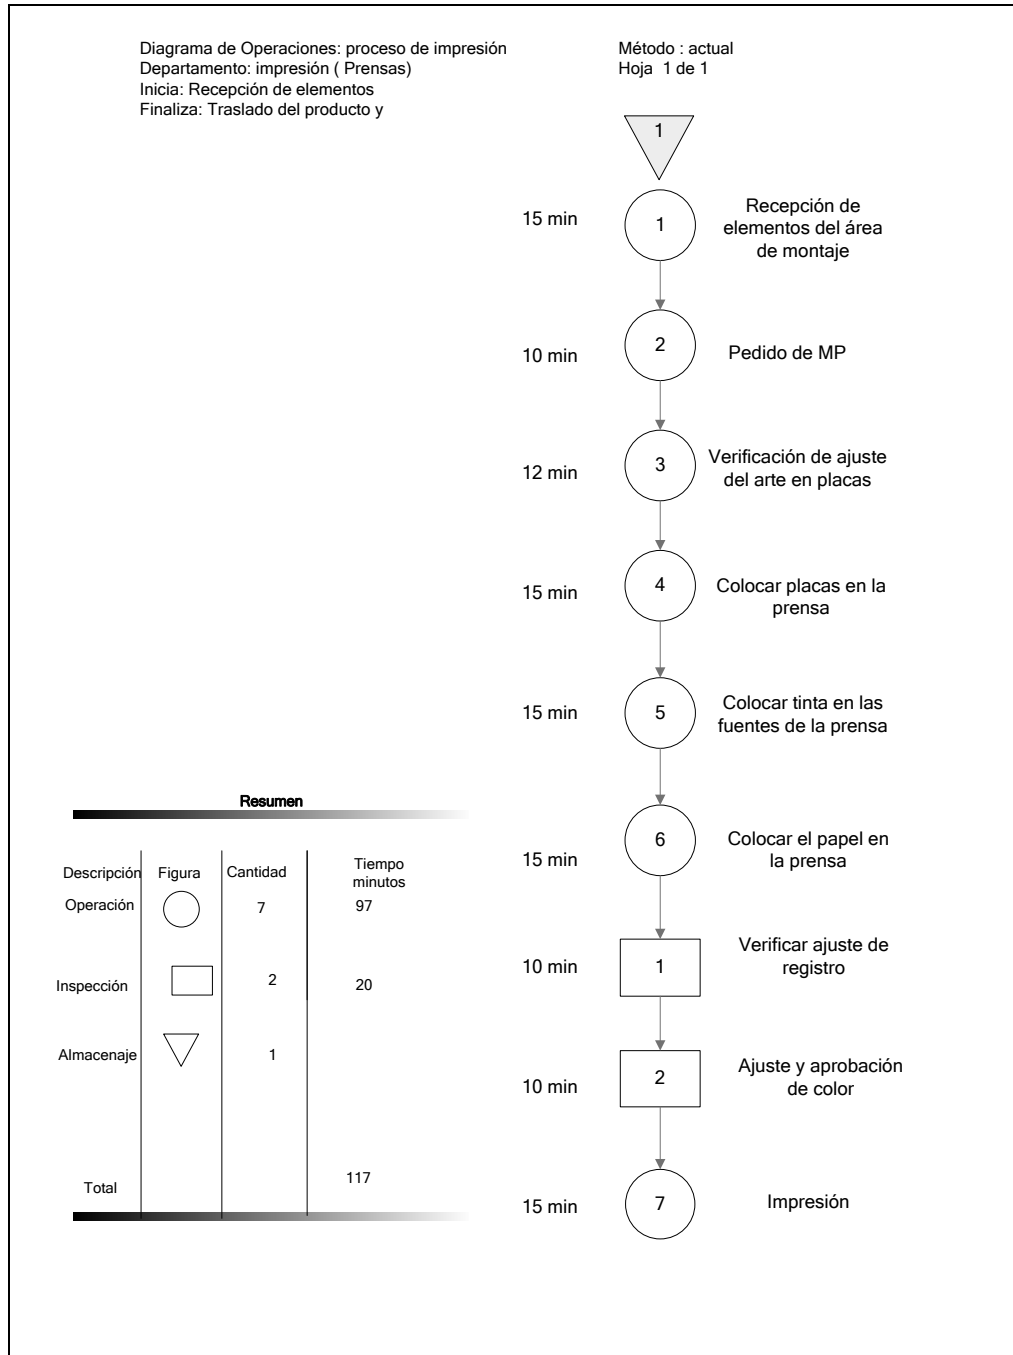 Diagrama de Operaciones: proceso de impresión
Departamento: impresión ( Prensas)
Inicia: Recepción de elementos
Finaliza: Traslado del producto y
Método : actual
Hoja 1 de 1
1
15 min
1
Recepción de
elementos del área
de montaje
10 min
2
Pedido de MP
12 min
3
Verificación de ajuste
del arte en placas
15 min
4
Colocar placas en la
prensa
15 min
5
Colocar tinta en las
fuentes de la prensa
15 min
6
Colocar el papel en
la prensa
10 min
1
Verificar ajuste de
registro
10 min
2
Ajuste y aprobación
de color
15 min
7
Impresión
Resumen
Descripción Figura Cantidad Tiempo
minutos
Operación 7 97
Inspección 2 20
Almacenaje 1
Total 117